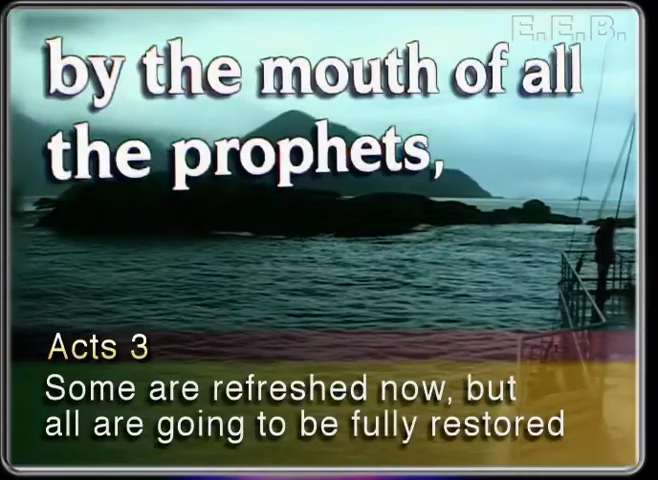 E.E.B.
by the mouth of all
the prophets,
Acts 3
Some are refreshed now, but
all are going to be fully restored